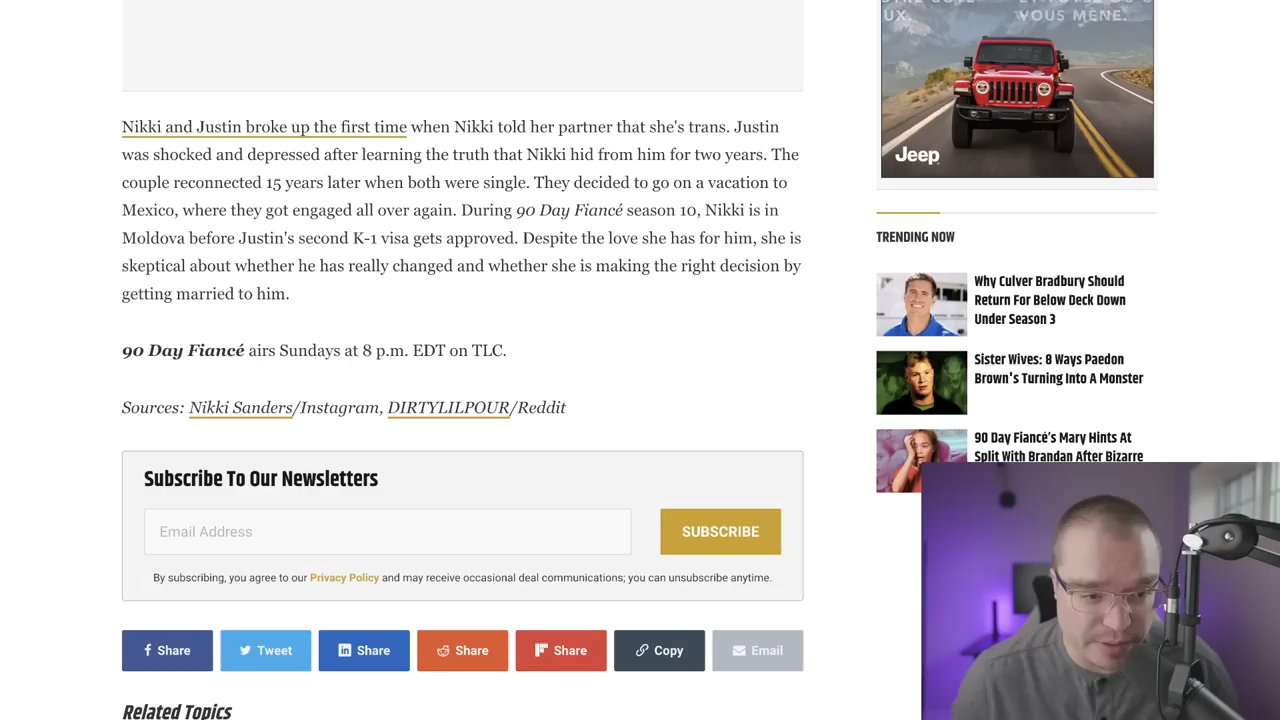 UX.
VOUS MÈNE.
Jeep
Nikki and Justin broke up the first time when Nikki told her partner that she's trans. Justin
was shocked and depressed after learning the truth that Nikki hid from him for two years. The
couple reconnected 15 years later when both were single. They decided to go on a vacation to
Mexico, where they got engaged all over again. During 90 Day Fiancé season 10, Nikki is in
Moldova before Justin's second K-1 visa gets approved. Despite the love she has for him, she is
skeptical about whether he has really changed and whether she is making the right decision by
getting married to him.
90 Day Fiancé airs Sundays at 8 p.m. EDT on TLC.
Sources: Nikki Sanders/Instagram, DIRTYLILPOUR/Reddit
Subscribe To Our Newsletters
Email Address
SUBSCRIBE
By subscribing, you agree to our Privacy Policy and may receive occasional deal communications; you can unsubscribe anytime.
Share
Tweet
Share
Share
Share
Copy
Email
Related Topics
TRENDING NOW
Why Culver Bradbury Should
Return For Below Deck Down
Under Season 3
Sister Wives: 8 Ways Paedon
Brown's Turning Into A Monster
90 Day Fiancé's Mary Hints At
Split With Brandan After Bizarre